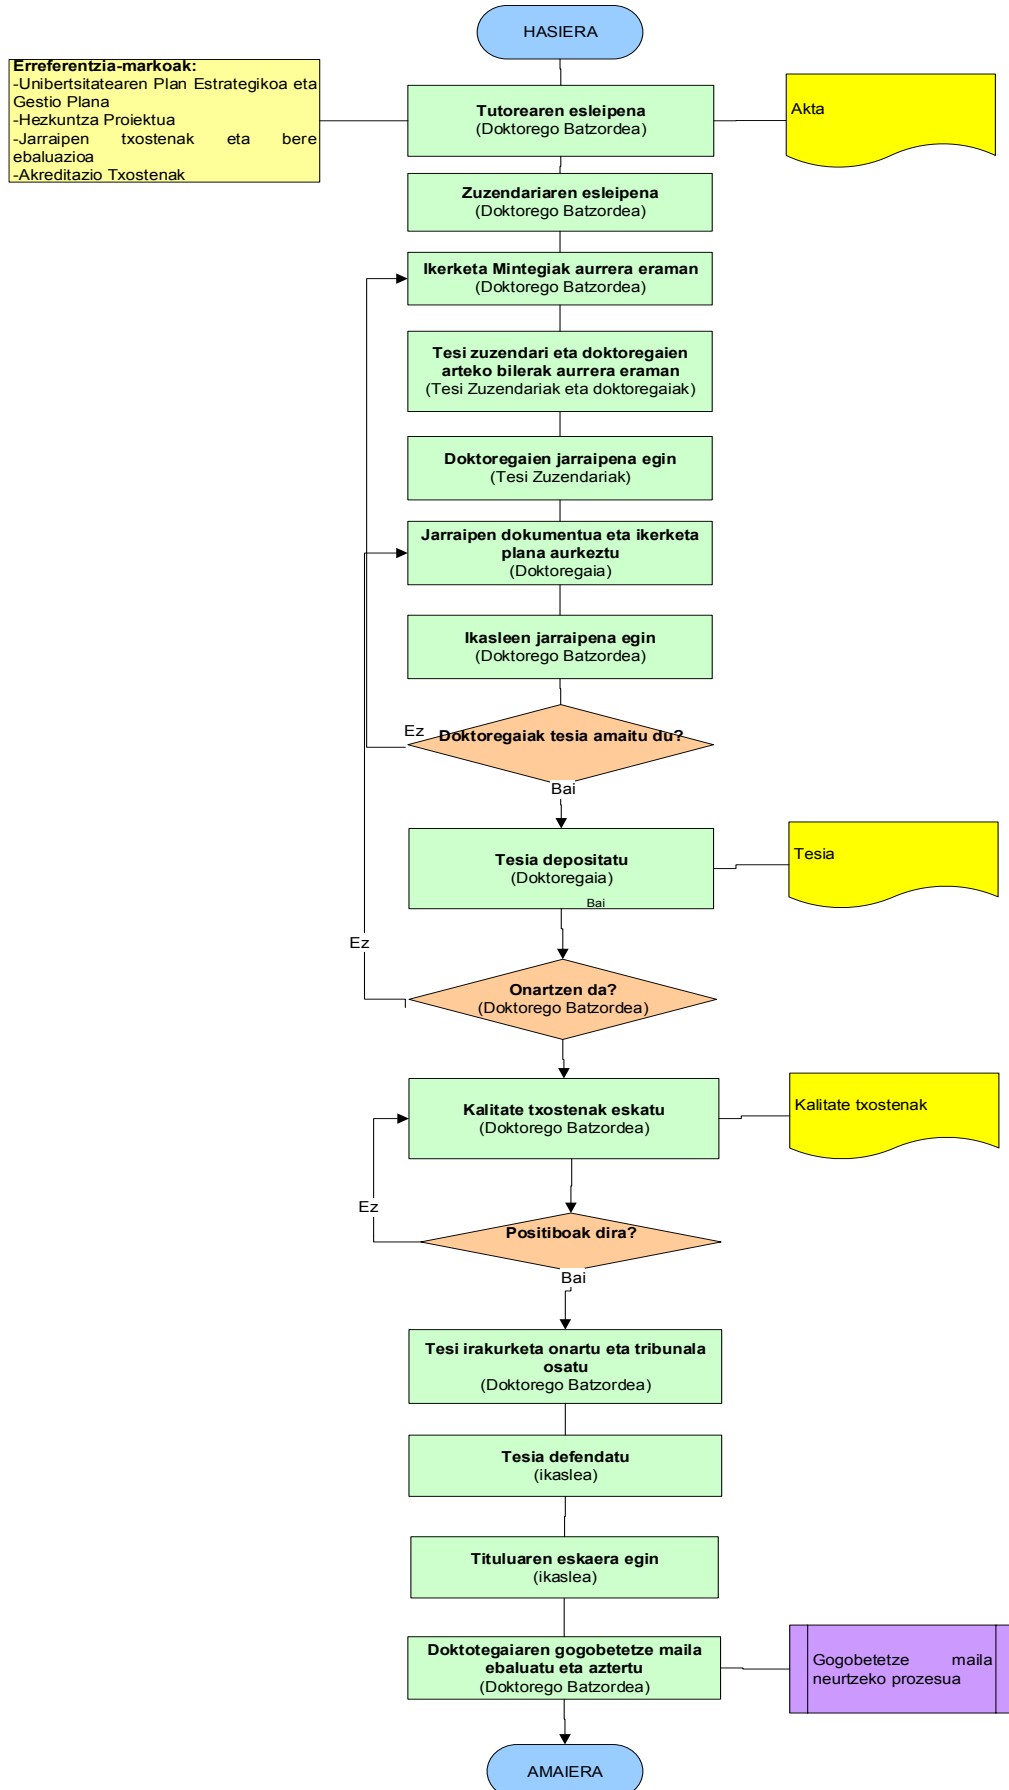 HASIERA
Erreferentzia-markoak:
-Unibertsitatearen Plan Estrategikoa eta
Gestio Plana
-Hezkuntza Proiektua
-Jarraipen txostenak eta bere
ebaluazioa
-Akreditazio Txostenak
Tutorearen esleipena
(Doktorego Batzordea)
Akta
Zuzendariaren esleipena
(Doktorego Batzordea)
Ikerketa Mintegiak aurrera eraman
(Doktorego Batzordea)
Tesi zuzendari eta doktoregaien
arteko bilerak aurrera eraman
(Tesi Zuzendariak eta doktoregaiak)
Doktoregaien jarraipena egin
(Tesi Zuzendariak)
Jarraipen dokumentua eta ikerketa
plana aurkeztu
(Doktoregaia)
Ikasleen jarraipena egin
(Doktorego Batzordea)
Ez
Doktoregaiak tesia amaitu du?
Bai
Tesia depositatu
(Doktoregaia)
Bai
Tesia
Ez
Onartzen da?
(Doktorego Batzordea)
Kalitate txostenak eskatu
(Doktorego Batzordea)
Kalitate txostenak
Ez
Positiboak dira?
Bai
Tesi irakurketa onartu eta tribunala
osatu
(Doktorego Batzordea)
Tesia defendatu
(ikaslea)
Tituluaren eskaera egin
(ikaslea)
Doktotegaiaren gogobetetze maila
ebaluatu eta aztertu
(Doktorego Batzordea)
Gogobetetze maila
neurtzeko prozesua
AMAIERA